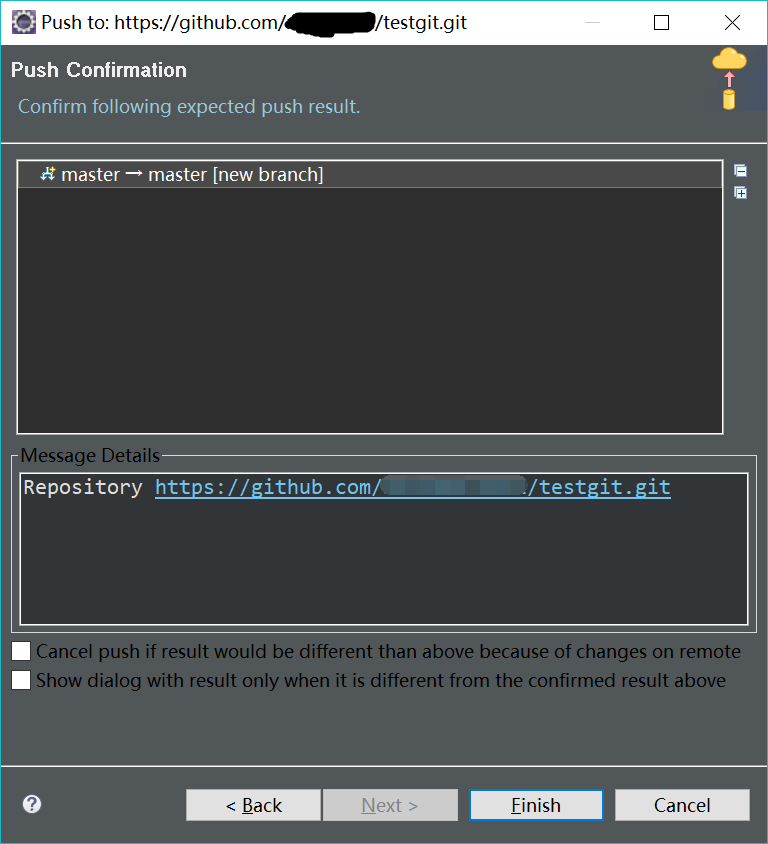 Push to: https://github.com/ /testgit.git
Push Confirmation
Confirm following expected push result.
master → master [new branch]
Message Details
Repository https://github.com/ /testgit.git
Cancel push if result would be different than above because of changes on remote
Show dialog with result only when it is different from the confirmed result above
< Back
Next >
Finish
Cancel